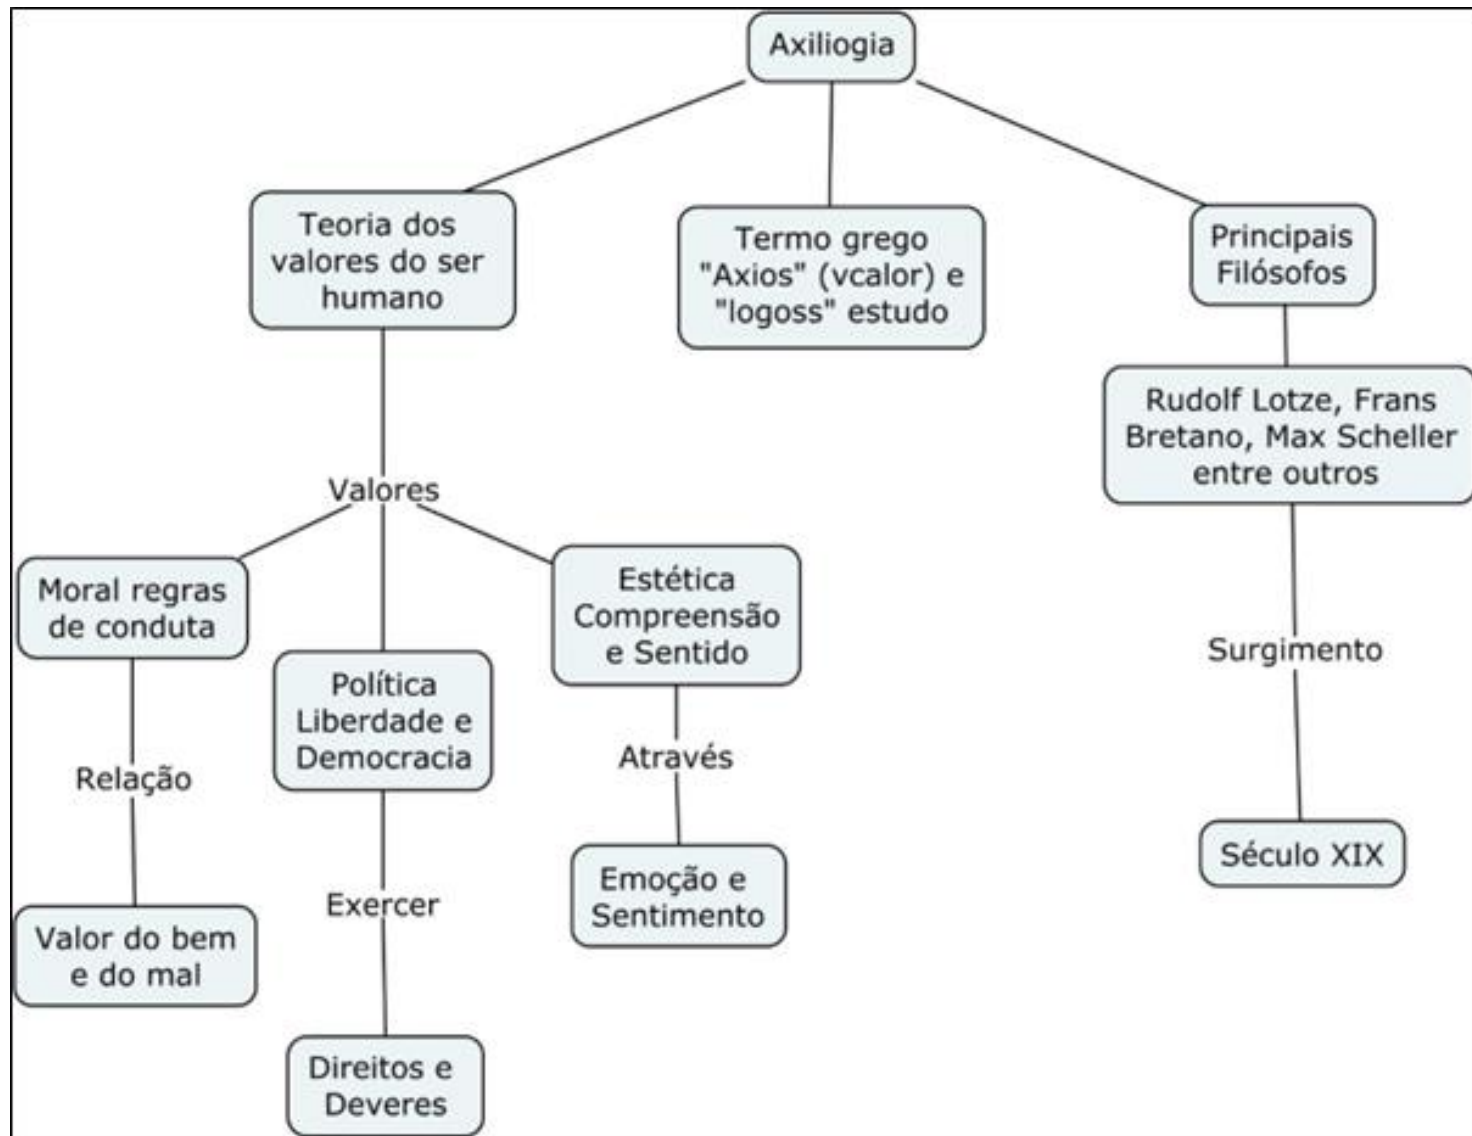 Axiliogia
Teoria dos
valores do ser
humano
Termo grego
"Axios" (vcalor) e
"logoss" estudo
Principais
Filósofos
Rudolf Lotze, Frans
Bretano, Max Scheller
entre outros
Valores
Moral regras
de conduta
Política
Liberdade e
Democracia
Estética
Compreensão
e Sentido
Surgimento
Relação
Através
Exercer
Valor do bem
e do mal
Emoção e
Sentimento
Século XIX
Direitos e
Deveres